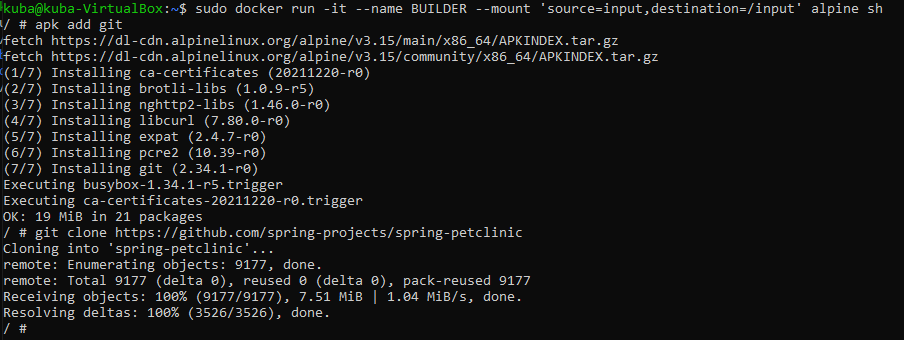 kuba@kuba-VirtualBox:~$ sudo docker run -it --name BUILDER --mount 'source=input,destination=/input' alpine sh
/ # apk add git
fetch https://dl-cdn.alpinelinux.org/alpine/v3.15/main/x86_64/APKINDEX.tar.gz
fetch https://dl-cdn.alpinelinux.org/alpine/v3.15/community/x86_64/APKINDEX.tar.gz
(1/7) Installing ca-certificates (20211220-r0)
(2/7) Installing brotli-libs (1.0.9-r5)
(3/7) Installing nghttp2-libs (1.46.0-r0)
(4/7) Installing libcurl (7.80.0-r0)
(5/7) Installing expat (2.4.7-r0)
(6/7) Installing pcre2 (10.39-r0)
(7/7) Installing git (2.34.1-r0)
Executing busybox-1.34.1-r5.trigger
Executing ca-certificates-20211220-r0.trigger
OK: 19 MiB in 21 packages
/ # git clone https://github.com/spring-projects/spring-petclinic
Cloning into 'spring-petclinic'...
remote: Enumerating objects: 9177, done.
remote: Total 9177 (delta 0), reused 0 (delta 0), pack-reused 9177
Receiving objects: 100% (9177/9177), 7.51 MiB | 1.04 MiB/s, done.
Resolving deltas: 100% (3526/3526), done.
/ #